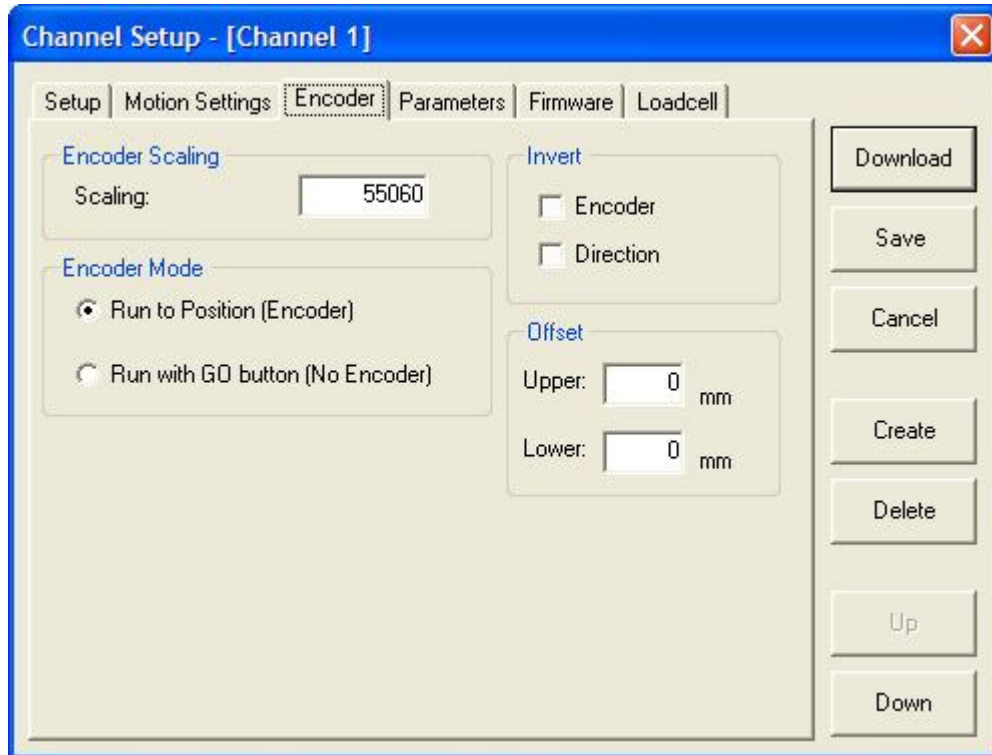 Channel Setup - [Channel 1]
Setup
Motion Settings
Encoder
Parameters
Firmware
Loadcell
Encoder Scaling
Scaling:
55060
Encoder Mode
Run to Position (Encoder)
Run with GO button (No Encoder)
Invert
Encoder
Direction
Offset
Upper:
0
mm
Lower:
0
mm
Download
Save
Cancel
Create
Delete
Up
Down